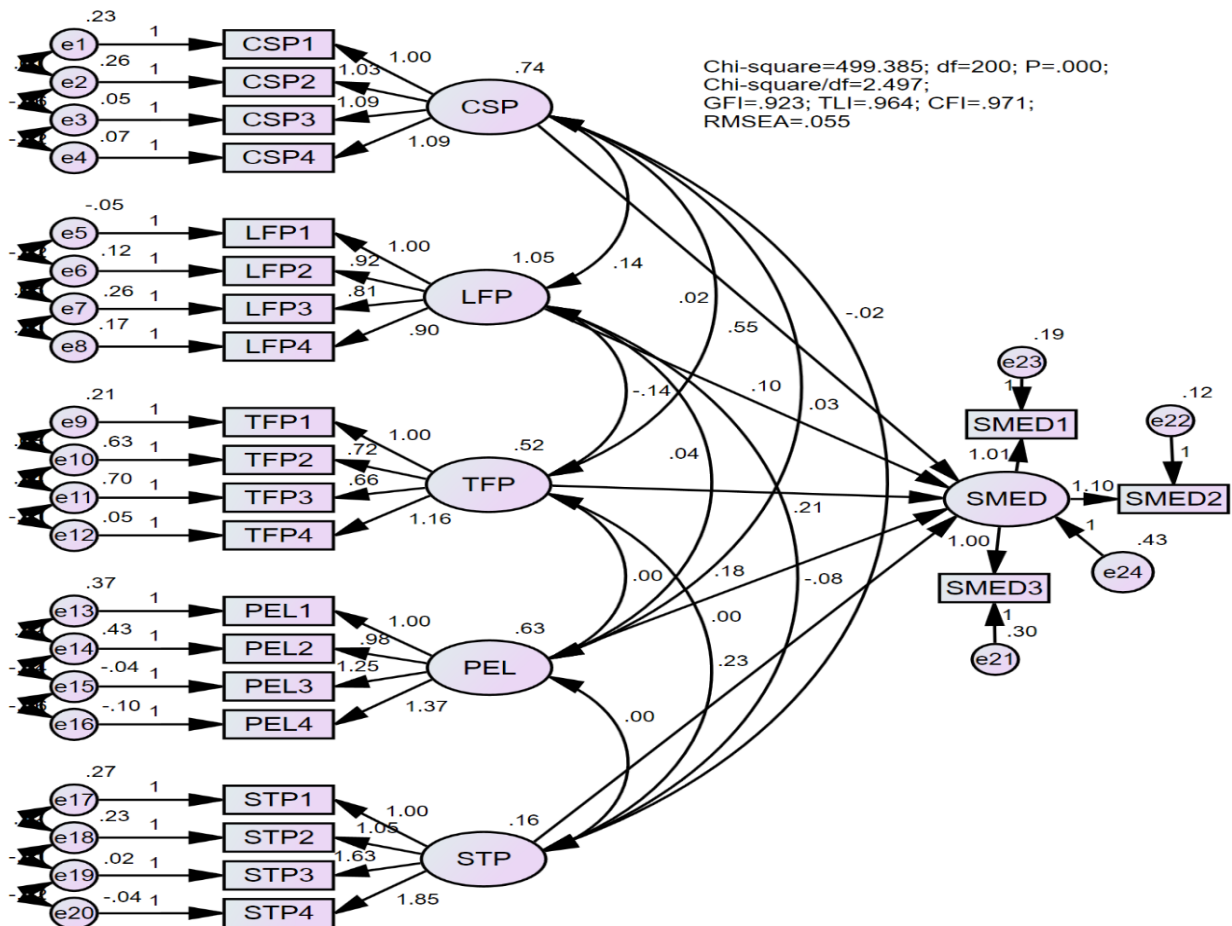 .23
e1 1 CSP1 1.00
.26
e2 1 CSP2 1.03
.05
e3 1 CSP3 1.09
.07
e4 1 CSP4 1.09
.74
CSP
Chi-square=499.385; df=200; P=.000;
Chi-square/df=2.497;
GFI=.923; TLI=.964; CFI=.971;
RMSEA=.055
-.05
e5 1 LFP1 1.00
.12
e6 1 LFP2 .92
.26
e7 1 LFP3 .81
.17
e8 1 LFP4 .90
1.05
LFP
.14
.02
-.02
.55
.21
e9 1 TFP1 1.00
.63
e10 1 TFP2 .72
.70
e11 1 TFP3 .66
.05
e12 1 TFP4 1.16
.52
TFP
-.14
.10
.03
.04
.21
.37
e13 1 PEL1 1.00
.43
e14 1 PEL2 .98
-.04
e15 1 PEL3 1.25
-.10
e16 1 PEL4 1.37
.63
PEL
.00
.18
-.08
.00
.23
.00
.27
e17 1 STP1 1.00
.23
e18 1 STP2 1.05
.02
e19 1 STP3 1.63
-.04
e20 1 STP4 1.85
.16
STP
.19
e23
1
SMED1
1.01
.12
e22
1
SMED 1.10 SMED2
1.00
1
.43
e24
SMED3
1
.30
e21